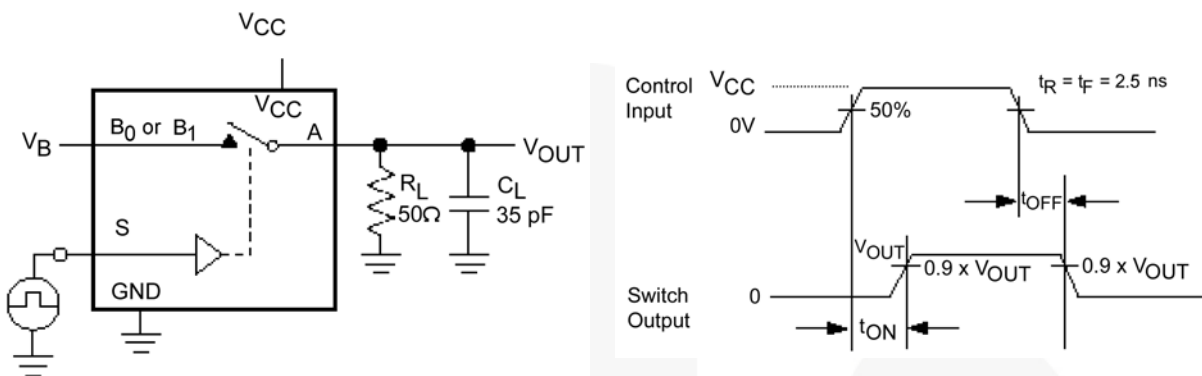 VCC
VCC
VB
B0 or B1
A
VOUT
RL
50Ω
CL
35 pF
S
GND
Control
Input
VCC
0V
50%
tR = tF = 2.5 ns
tOFF
VOUT
0.9 x VOUT
0.9 x VOUT
Switch
Output
0
tON